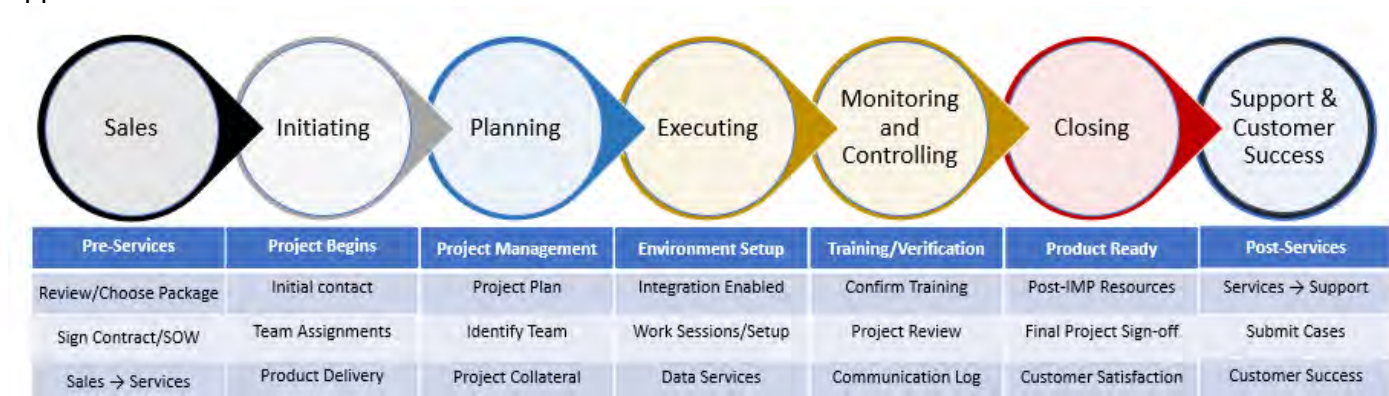 Sales
Initiating
Planning
Executing
Monitoring
and
Controlling
Closing
Support &
Customer
Success
Pre-Services
Project Begins
Project Management
Environment Setup
Training/Verification
Product Ready
Post-Services
Review/Choose Package
Initial contact
Project Plan
Integration Enabled
Confirm Training
Post-IMP Resources
Services → Support
Sign Contract/SOW
Team Assignments
Identify Team
Work Sessions/Setup
Project Review
Final Project Sign-off
Submit Cases
Sales → Services
Product Delivery
Project Collateral
Data Services
Communication Log
Customer Satisfaction
Customer Success